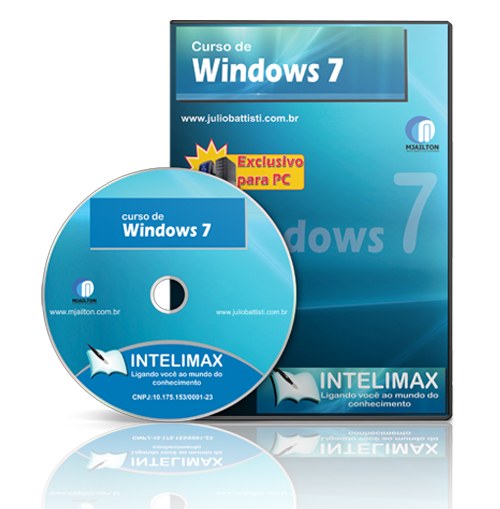 Curso de
Windows 7
www.juliobattisti.com.br
MJAILTON
Exclusivo
para PC
dows 7
INTELIMAX
Ligando você ao mundo do
conhecimento
curso de
Windows 7
MJAILTON
www.mjailton.com.br
www.juliobattisti.com.br
INTELIMAX
Ligando você ao mundo do
conhecimento
CNPJ:10.175.153/0001-23